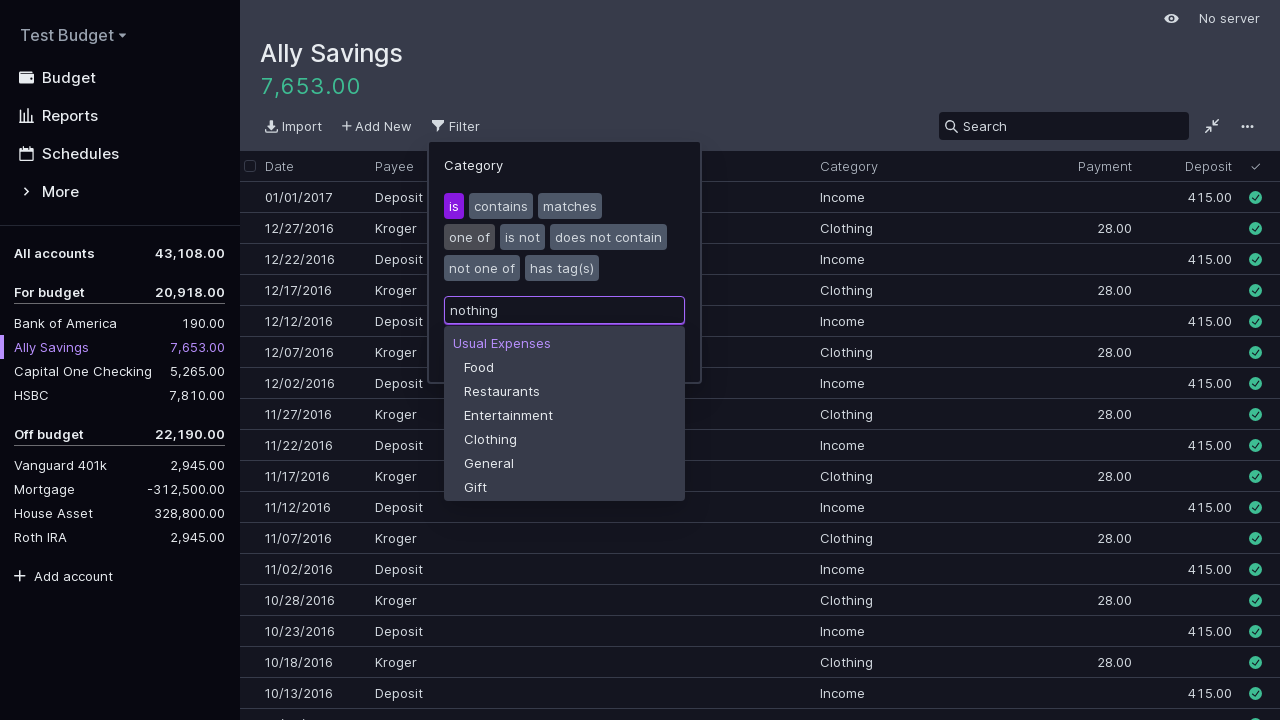 Test Budget
Budget
Reports
Schedules
More
All accounts 43,108.00
For budget 20,918.00
Bank of America 190.00
Ally Savings 7,653.00
Capital One Checking 5,265.00
HSBC 7,810.00
Off budget 22,190.00
Vanguard 401k 2,945.00
Mortgage -312,500.00
House Asset 328,800.00
Roth IRA 2,945.00
Add account
No server
Ally Savings
7,653.00
Import Add New Filter Search
Date Payee Category Payment Deposit
01/01/2017 Deposit Income 415.00
12/27/2016 Kroger Clothing 28.00
12/22/2016 Deposit Income 415.00
12/17/2016 Kroger Clothing 28.00
12/12/2016 Deposit Income 415.00
12/07/2016 Kroger Clothing 28.00
12/02/2016 Deposit Income 415.00
11/27/2016 Kroger Clothing 28.00
11/22/2016 Deposit Income 415.00
11/17/2016 Kroger Clothing 28.00
11/12/2016 Deposit Income 415.00
11/07/2016 Kroger Clothing 28.00
11/02/2016 Deposit Income 415.00
10/28/2016 Kroger Clothing 28.00
10/23/2016 Deposit Income 415.00
10/18/2016 Kroger Clothing 28.00
10/13/2016 Deposit Income 415.00
Category
is contains matches
one of is not does not contain
not one of has tag(s)
nothing
Usual Expenses
Food
Restaurants
Entertainment
Clothing
General
Gift